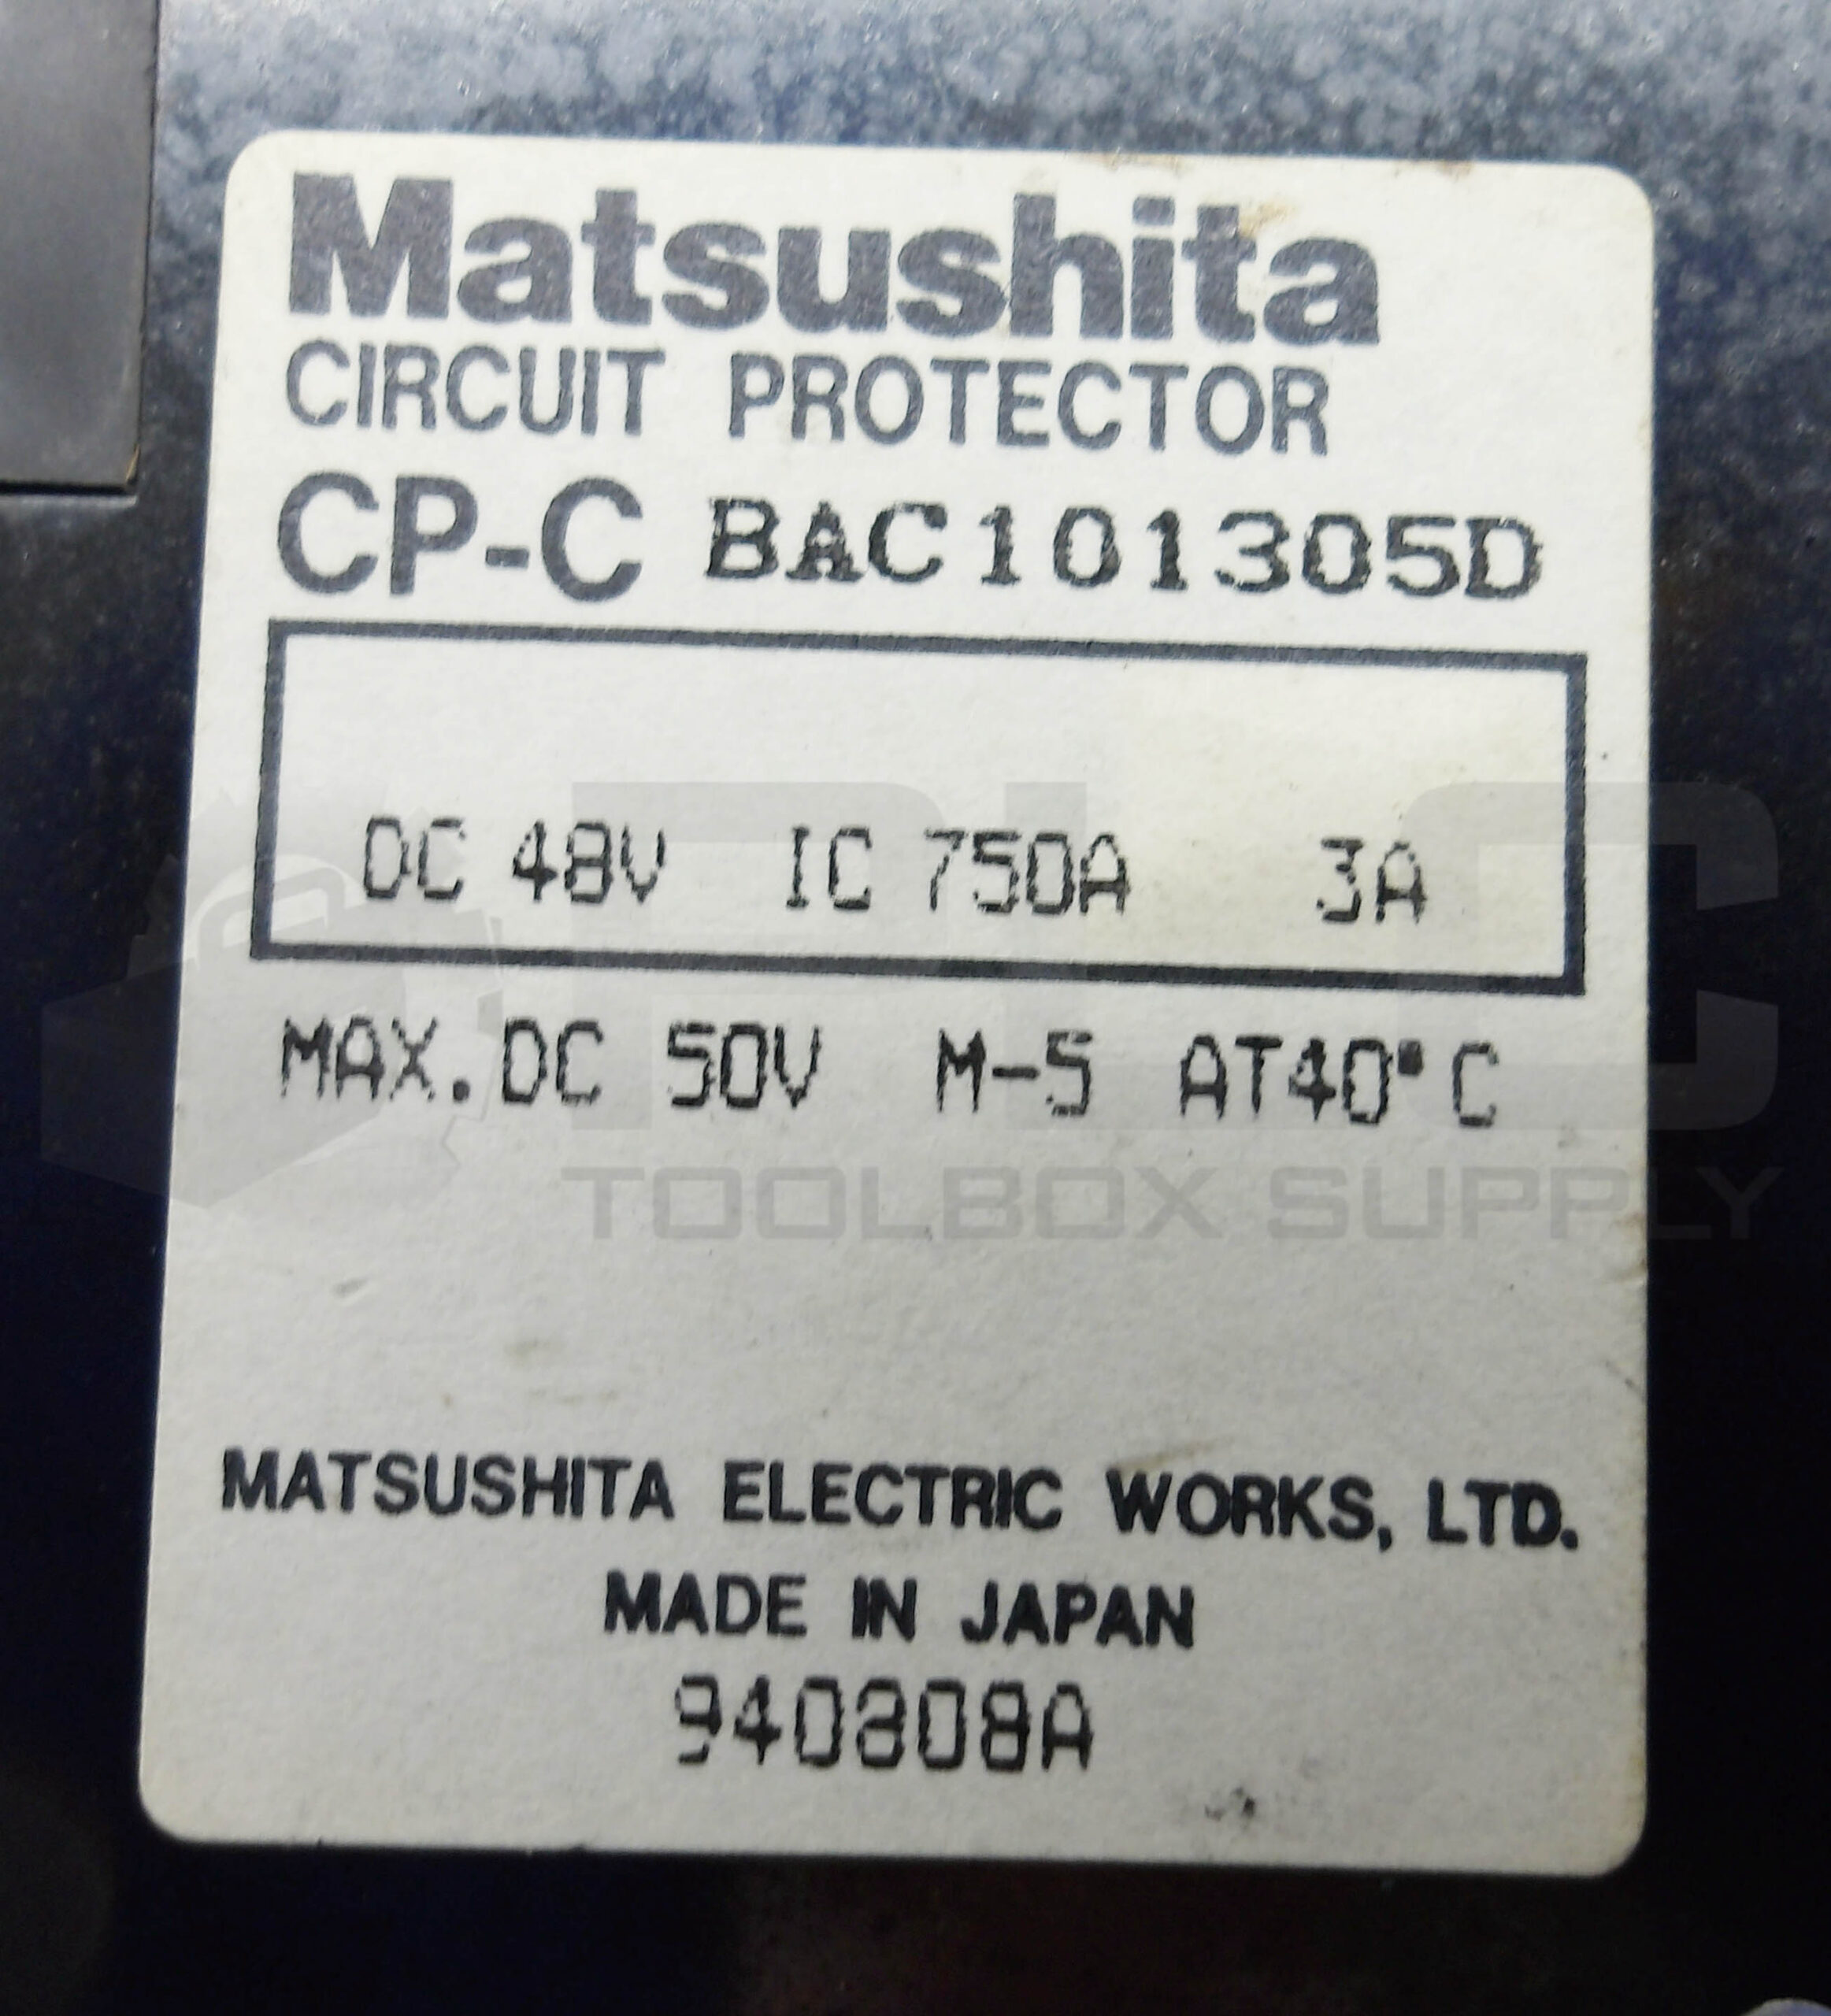 Matsushita
CIRCUIT PROTECTOR
CP-C BAC101305D
DC 48V IC 750A 3A
MAX. DC 50V M-5 AT40°C
PLC
TOOLBOX SUPPLY
MATSUSHITA ELECTRIC WORKS, LTD.
MADE IN JAPAN
940808A